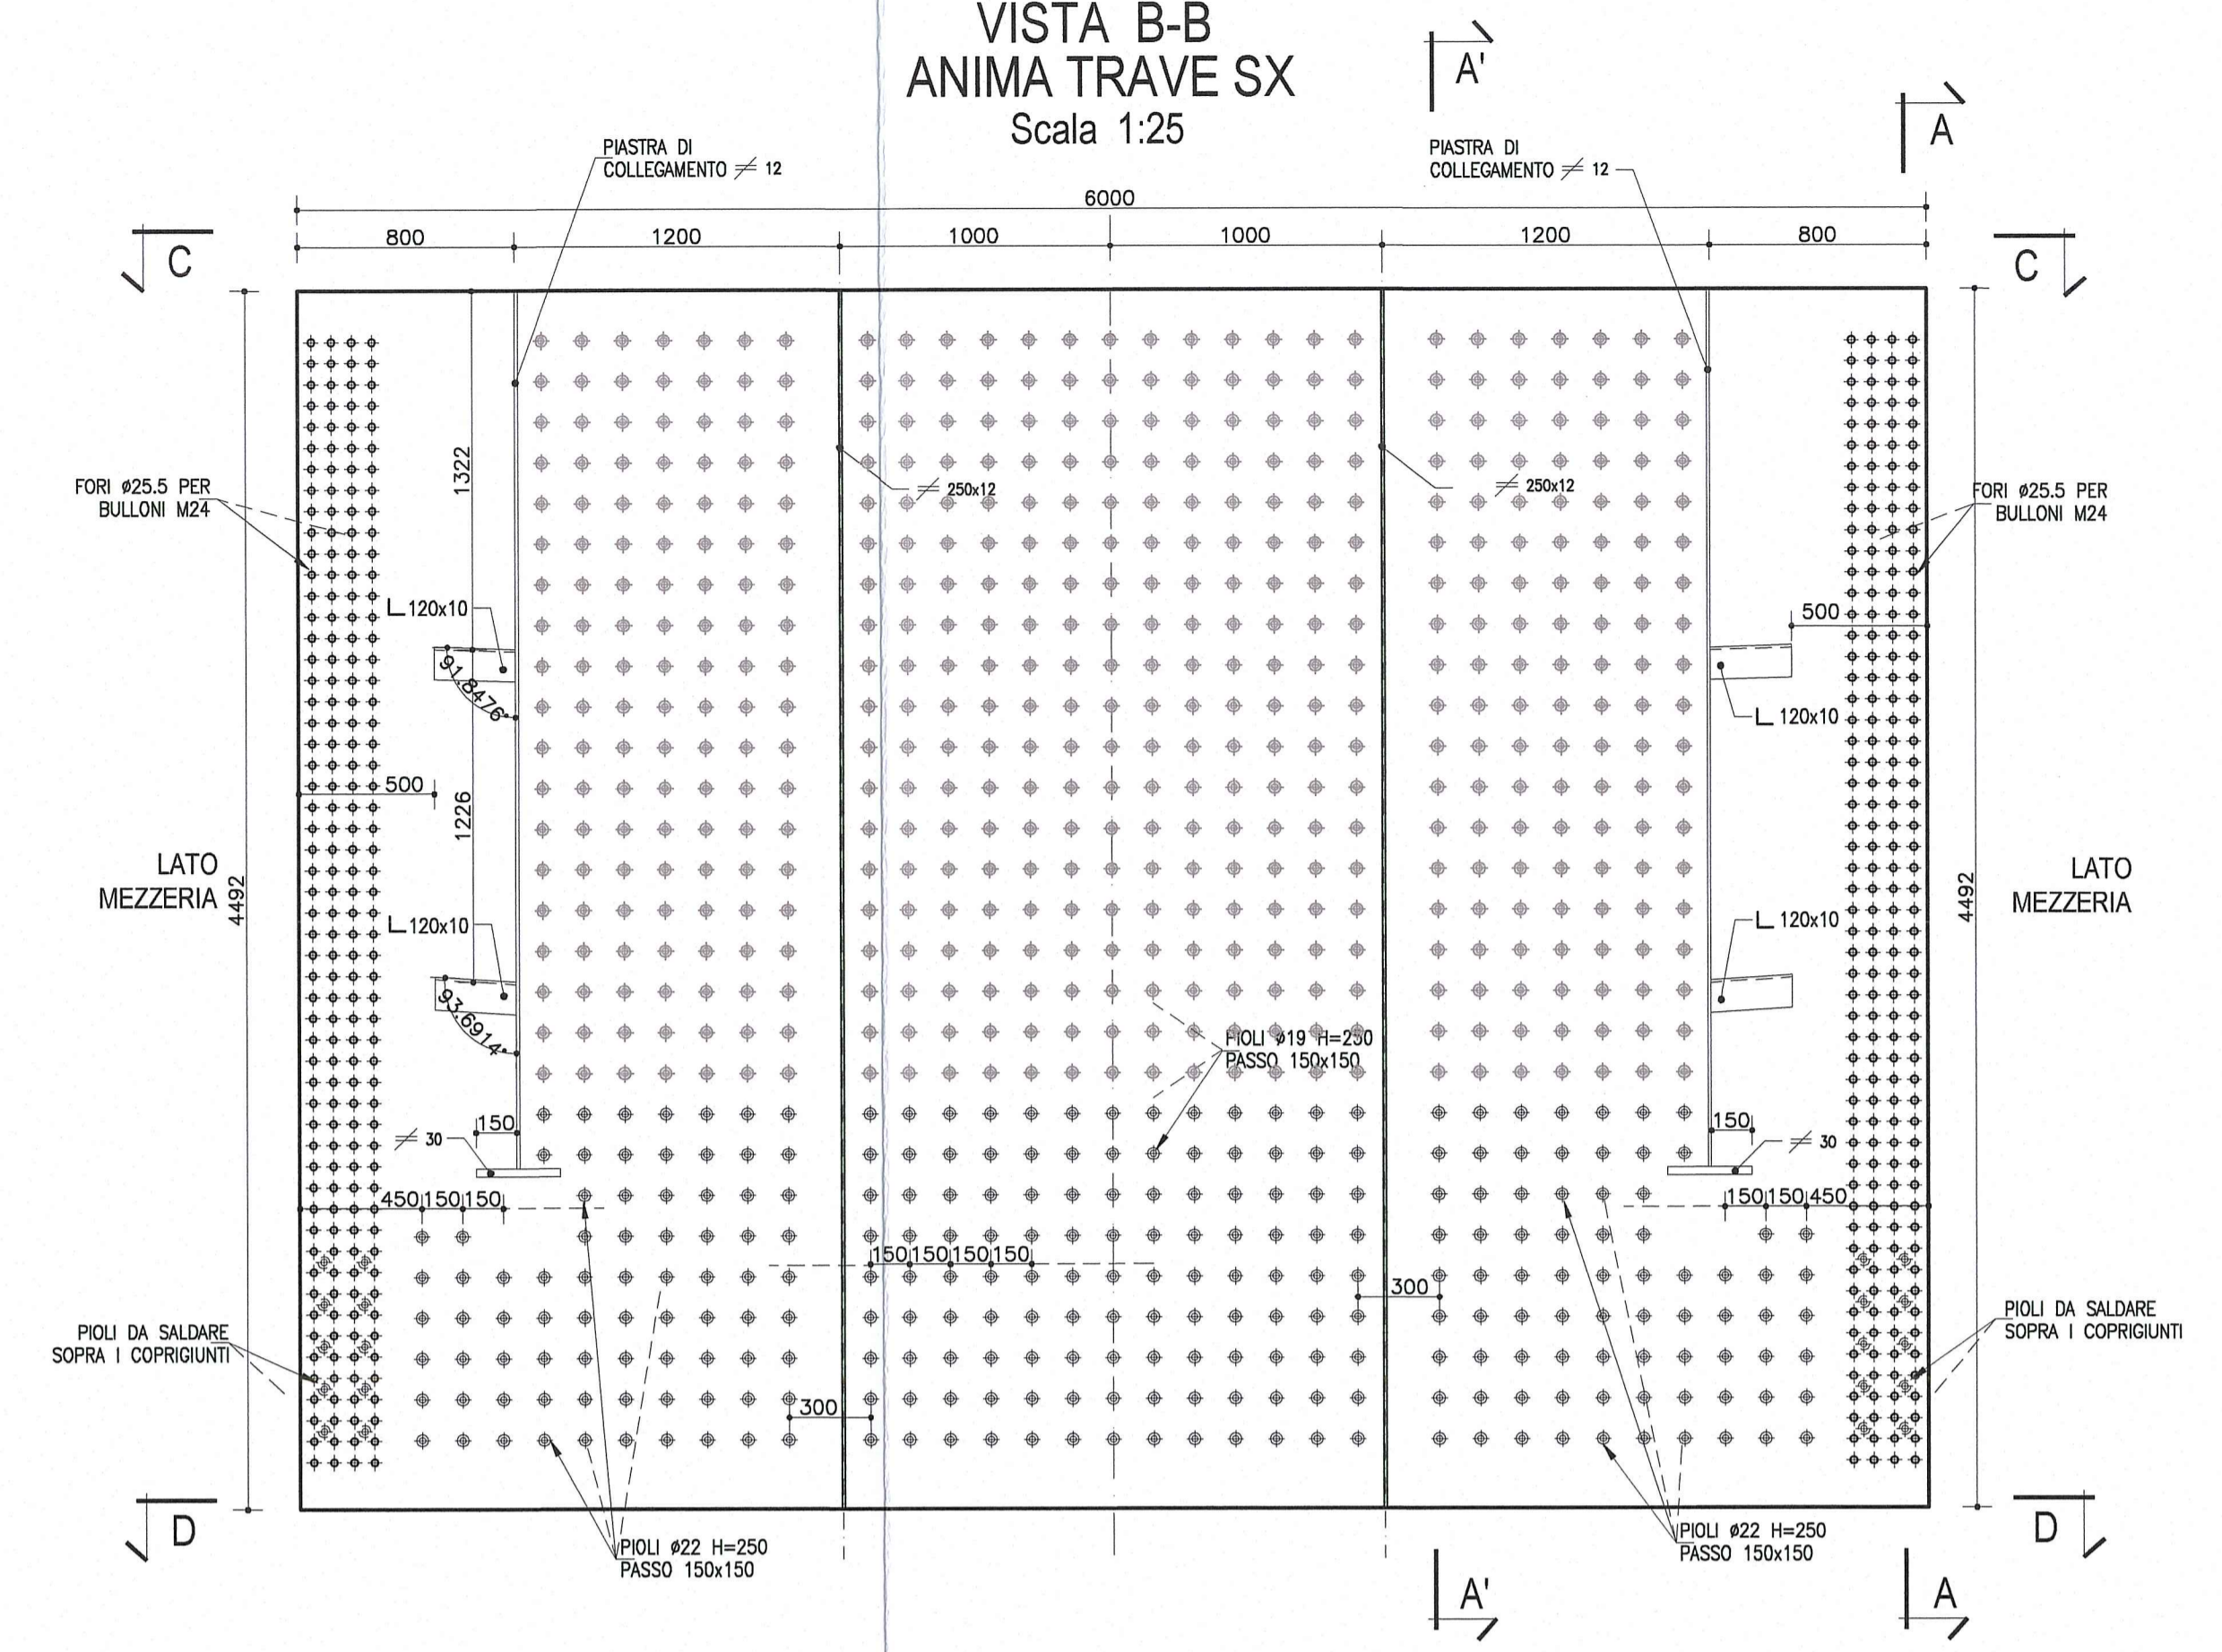 VISTA B-B
ANIMA TRAVE SX
Scala 1:25
A'
A
PIASTRA DI
COLLEGAMENTO ≠ 12
PIASTRA DI
COLLEGAMENTO ≠ 12
6000
800
1200
1000
1000
1200
800
C
C
1322
FORI ø25.5 PER
BULLONI M24
250x12
250x12
FORI ø25.5 PER
BULLONI M24
L 120x10
500
91.8476°
L 120x10
500
1226
LATO
MEZZERIA
4492
LATO
MEZZERIA
4492
L 120x10
L 120x10
93.6914°
PIOLI ø19 H=250
PASSO 150x150
150
≠ 30
150
≠ 30
450 150 150
150 150 450
150 150 150 150
300
PIOLI DA SALDARE
SOPRA I COPRIGIUNTI
PIOLI DA SALDARE
SOPRA I COPRIGIUNTI
300
D
D
PIOLI ø22 H=250
PASSO 150x150
PIOLI ø22 H=250
PASSO 150x150
A'
A